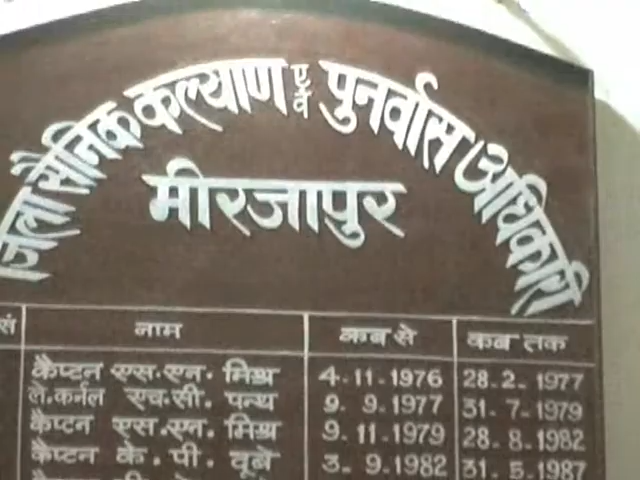 जिला सैनिक कल्याण एवं पुनर्वास अधिकारी
मीरजापुर
सं नाम कब से कब तक
कैप्टन एस.एन. मिश्र 4-11-1976 28-2-1977
ले.कर्नल एच.सी. पन्थ 9-9-1977 31-7-1979
कैप्टन एस.एन. मिश्र 9-11-1979 28-8-1982
कैप्टन के.पी. दूबे 3-9-1982 31-5-1987